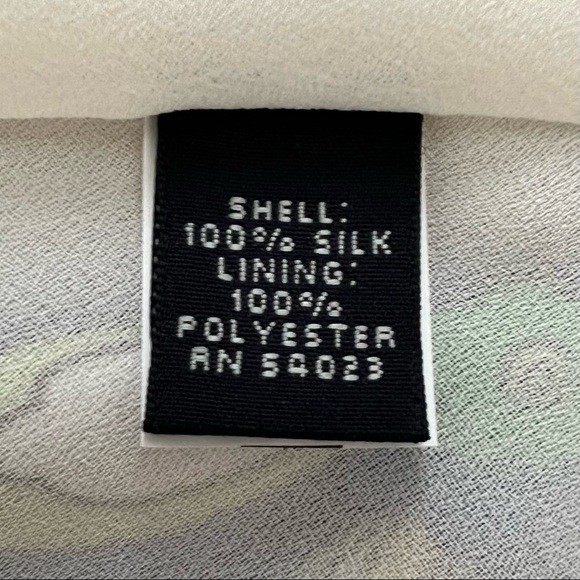 SHELL:
100% SILK
LINING:
100%
POLYESTER
RN 54023